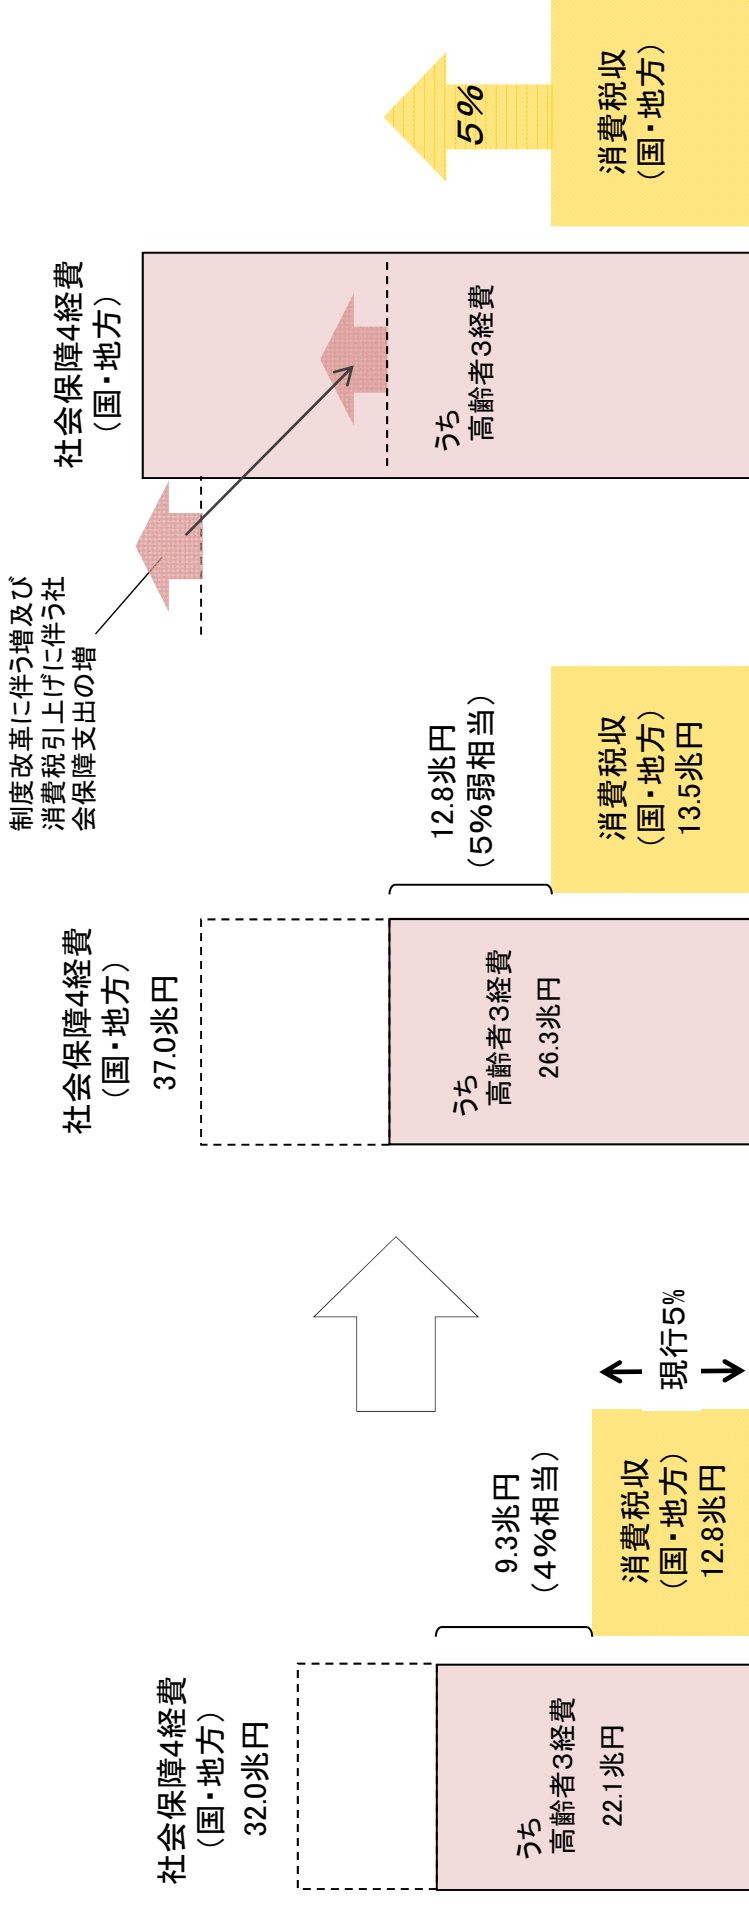 社会保障4経費
(国・地方)
32.0兆円
うち
高齢者3経費
22.1兆円
9.3兆円
(4%相当)
消費税収
(国・地方)
12.8兆円
現行5%
社会保障4経費
(国・地方)
37.0兆円
うち
高齢者3経費
26.3兆円
12.8兆円
(5%弱相当)
消費税収
(国・地方)
13.5兆円
制度改革に伴う増及び
消費税引上げに伴う社
会保障支出の増
社会保障4経費
(国・地方)
うち
高齢者3経費
5%
消費税収
(国・地方)